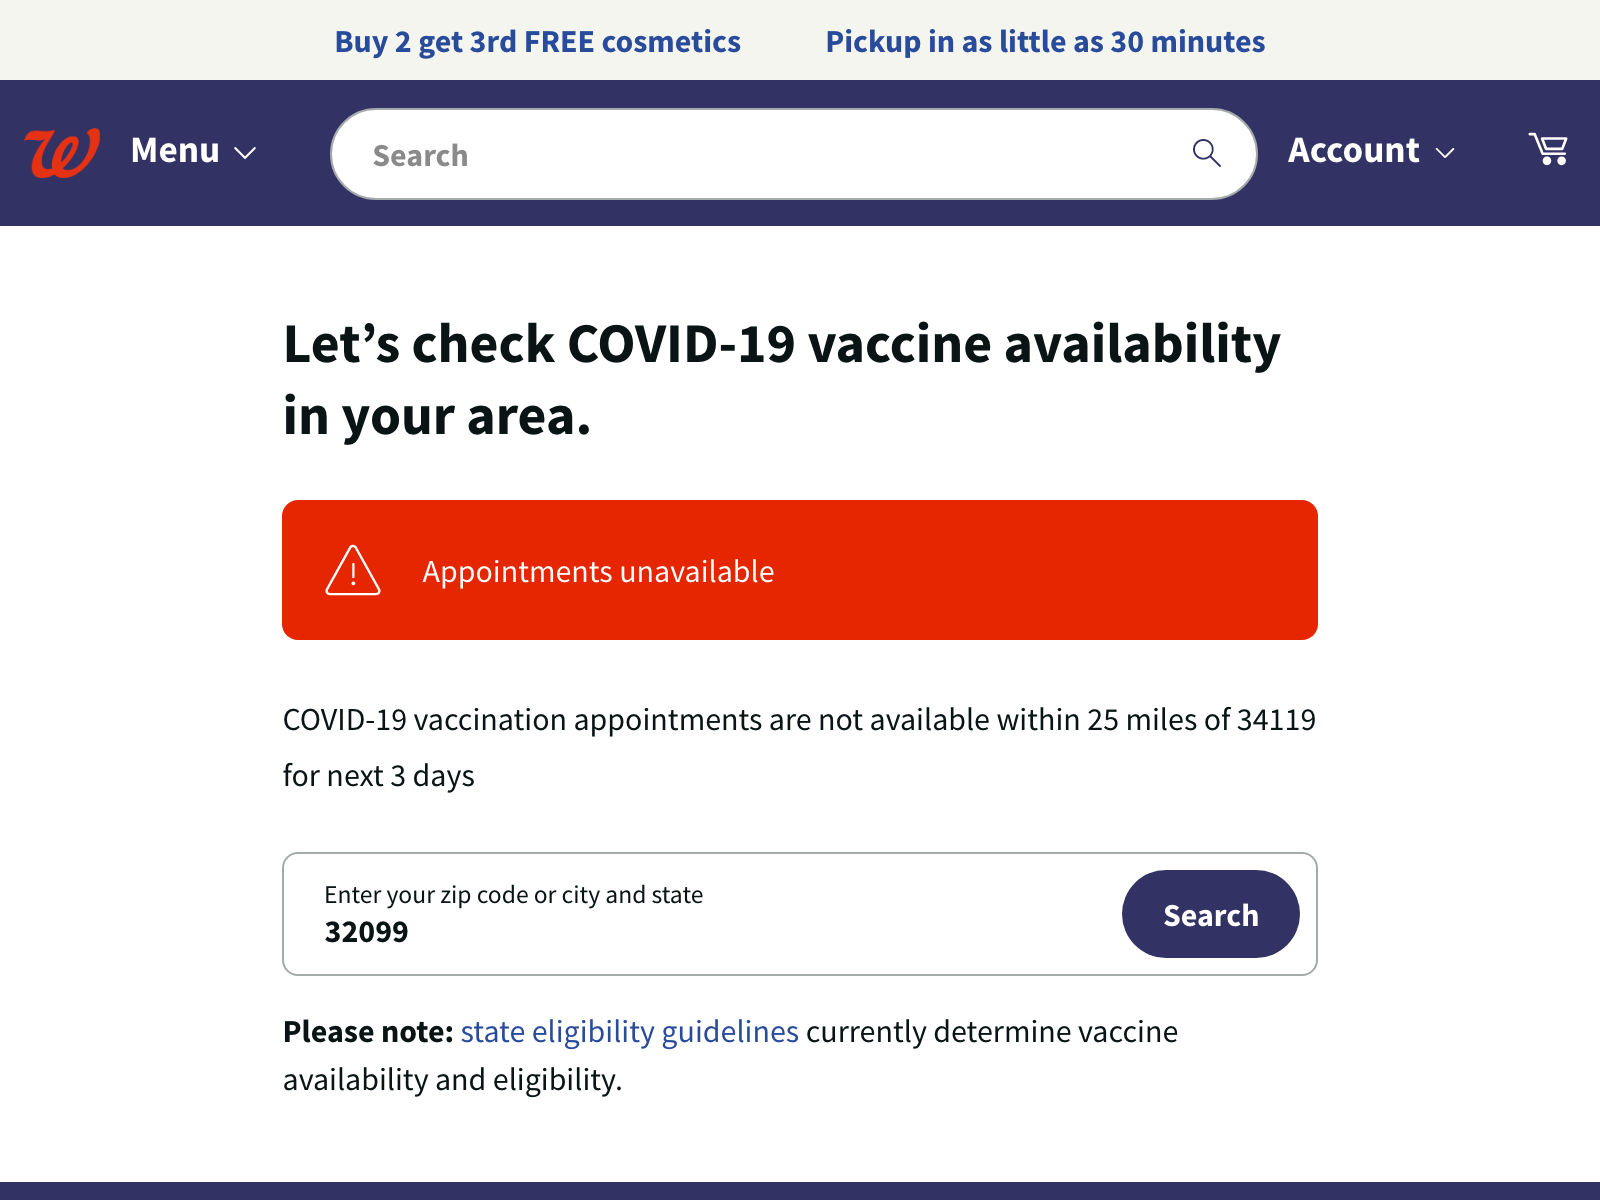 Buy 2 get 3rd FREE cosmetics Pickup in as little as 30 minutes
W Menu Search Account
Let’s check COVID-19 vaccine availability
in your area.
Appointments unavailable
COVID-19 vaccination appointments are not available within 25 miles of 34119
for next 3 days
Enter your zip code or city and state
32099
Search
Please note: state eligibility guidelines currently determine vaccine
availability and eligibility.